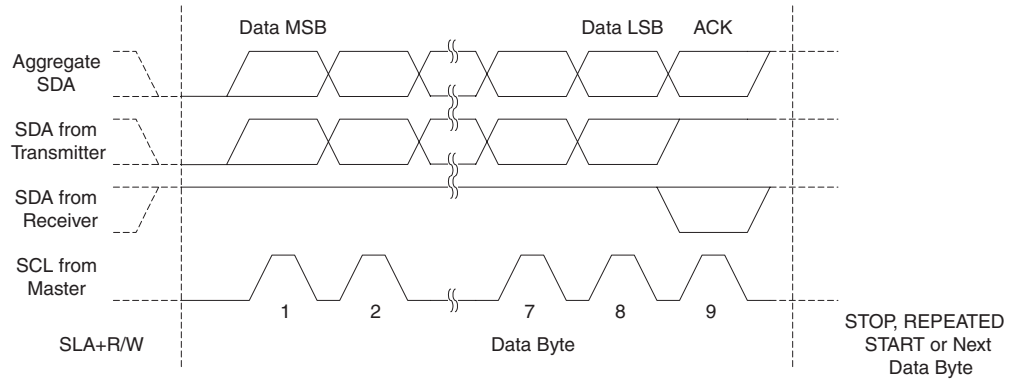 Data MSB
Data LSB
ACK
Aggregate
SDA
SDA from
Transmitter
SDA from
Receiver
SCL from
Master
1
2
7
8
9
SLA+R/W
Data Byte
STOP, REPEATED
START or Next
Data Byte